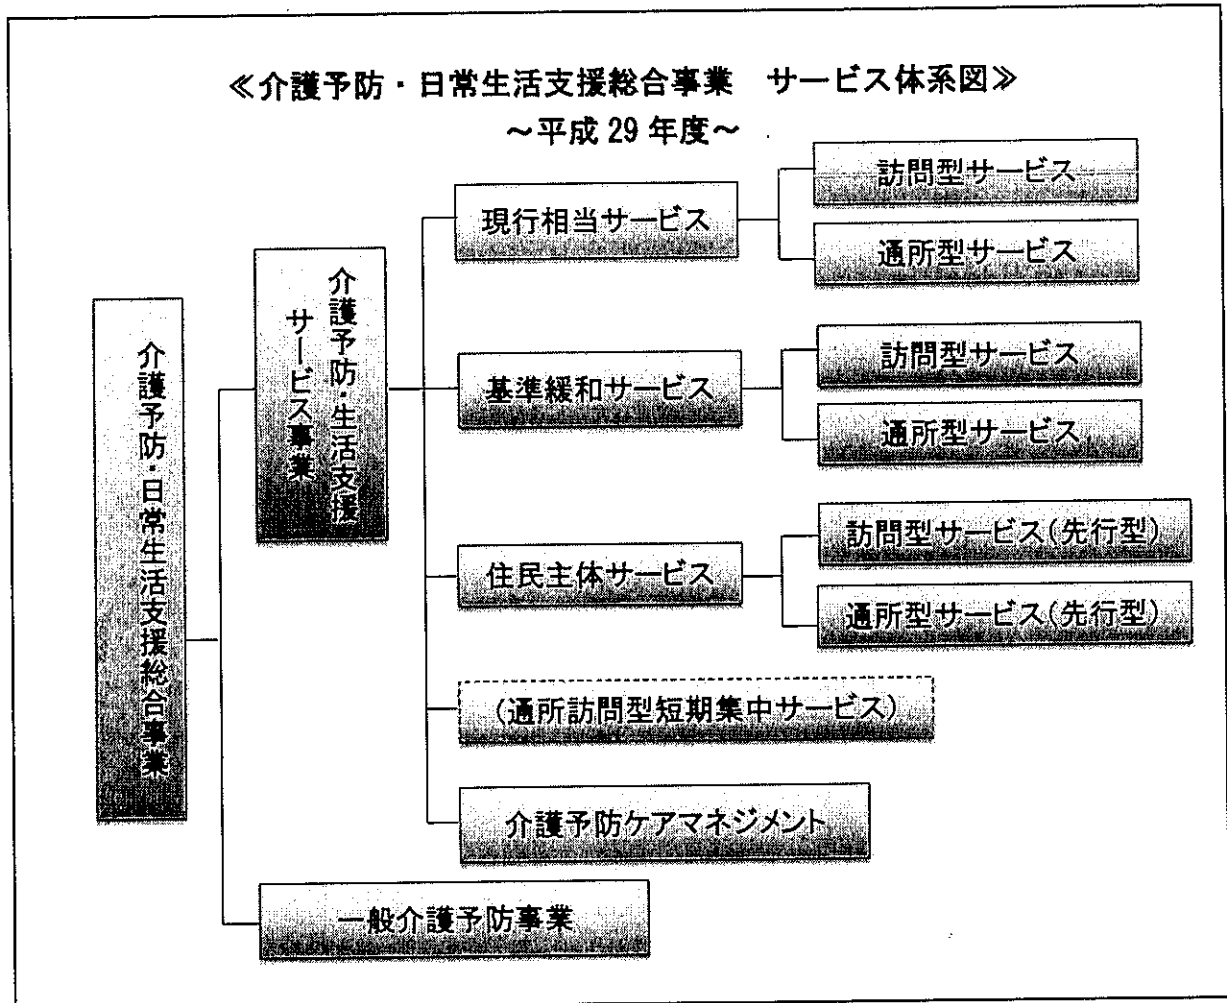 ≪介護予防・日常生活支援総合事業　サービス体系図≫
～平成 29 年度～
介護予防・日常生活支援総合事業
介護予防・生活支援
サービス事業
現行相当サービス
訪問型サービス
通所型サービス
基準緩和サービス
訪問型サービス
通所型サービス
住民主体サービス
訪問型サービス(先行型)
通所型サービス(先行型)
(通所訪問型短期集中サービス)
介護予防ケアマネジメント
一般介護予防事業